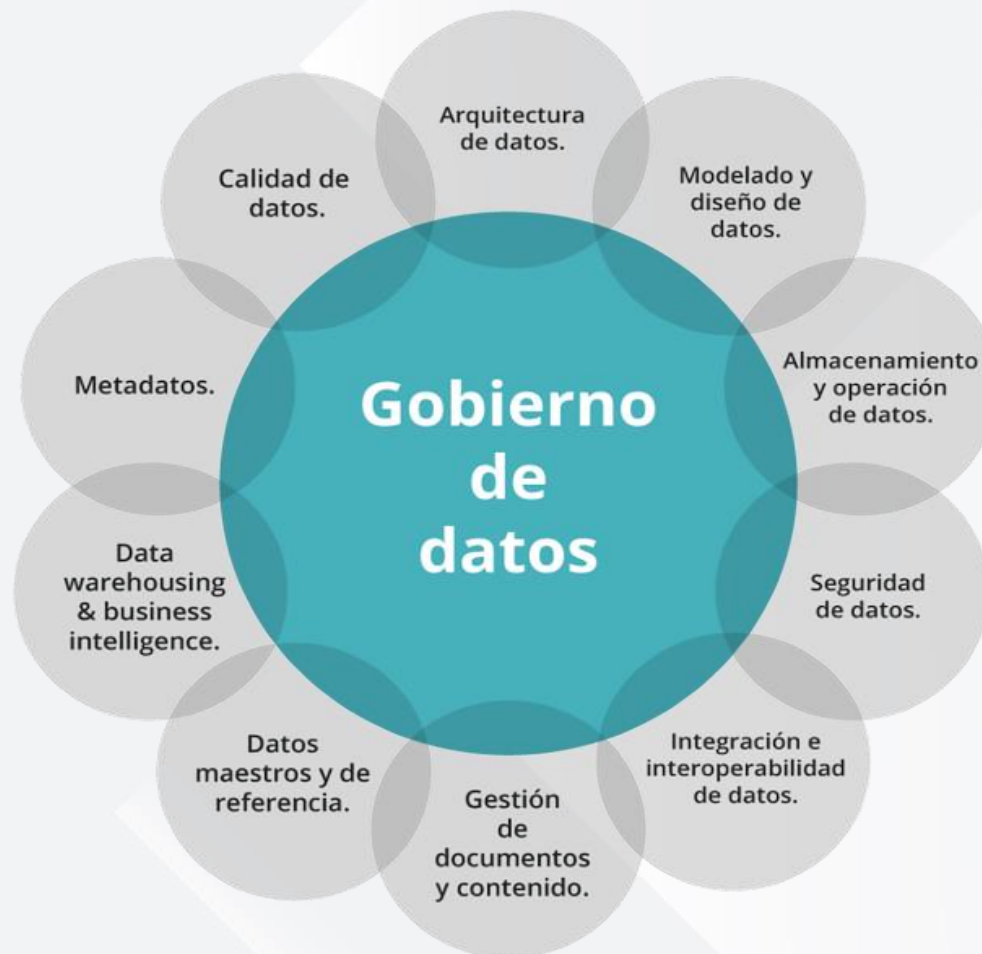 Arquitectura
de datos.
Modelado y
diseño de
datos.
Almacenamiento
y operación
de datos.
Seguridad
de datos.
Integración e
interoperabilidad
de datos.
Gestión
de
documentos
y contenido.
Datos
maestros y de
referencia.
Data
warehousing
& business
intelligence.
Metadatos.
Calidad de
datos.
Gobierno
de
datos